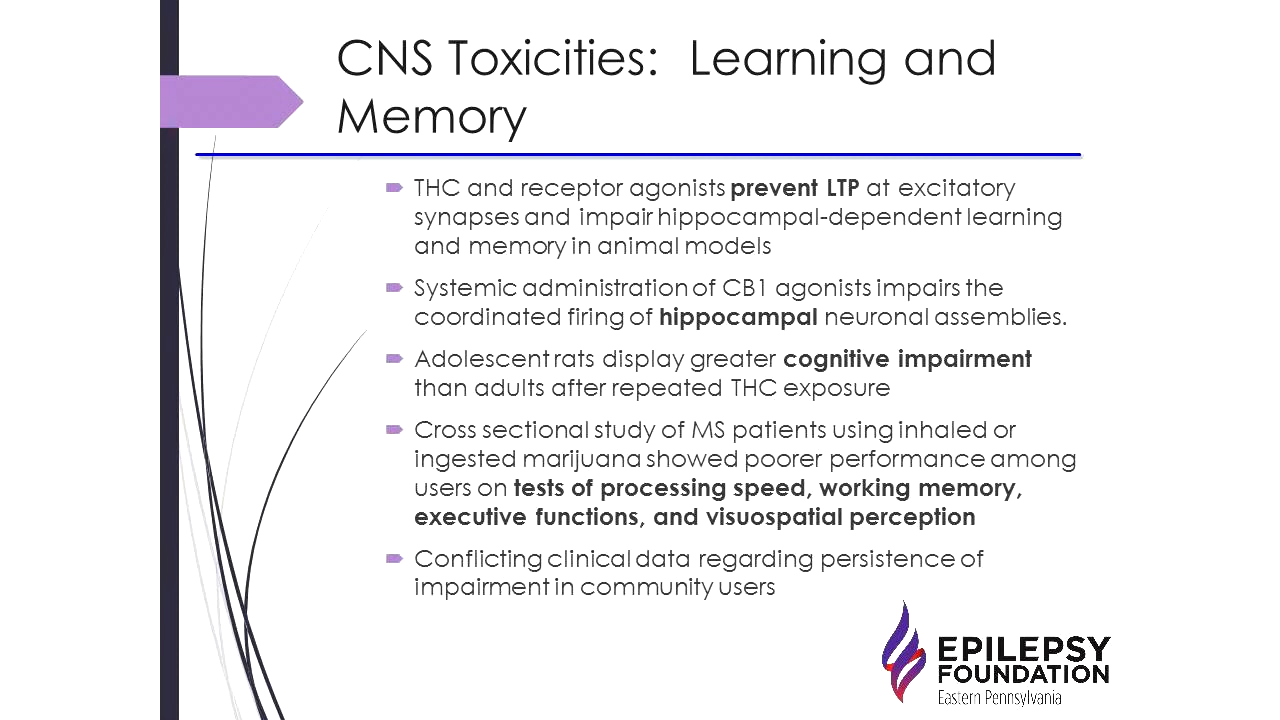 CNS Toxicities: Learning and
Memory
THC and receptor agonists prevent LTP at excitatory
synapses and impair hippocampal-dependent learning
and memory in animal models
Systemic administration of CB1 agonists impairs the
coordinated firing of hippocampal neuronal assemblies.
Adolescent rats display greater cognitive impairment
than adults after repeated THC exposure
Cross sectional study of MS patients using inhaled or
ingested marijuana showed poorer performance among
users on tests of processing speed, working memory,
executive functions, and visuospatial perception
Conflicting clinical data regarding persistence of
impairment in community users
EPILEPSY
FOUNDATION
Eastern Pennsylvania